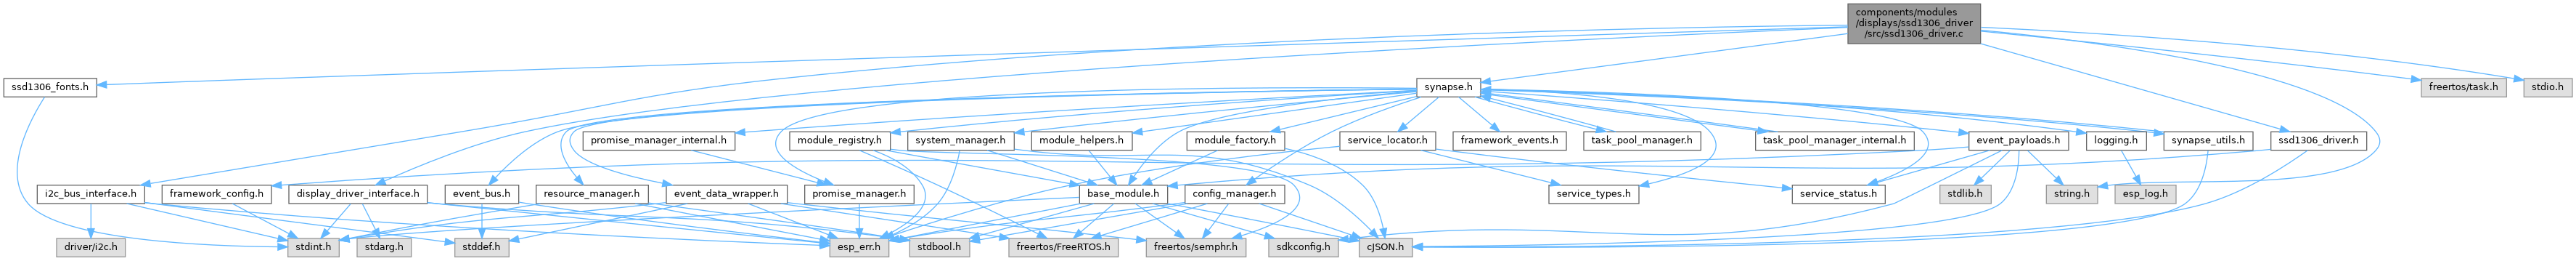 components/modules
/displays/ssd1306_driver
/src/ssd1306_driver.c
ssd1306_fonts.h
synapse.h
freertos/task.h
stdio.h
promise_manager_internal.h
module_registry.h
system_manager.h
module_helpers.h
module_factory.h
service_locator.h
framework_events.h
task_pool_manager.h
task_pool_manager_internal.h
event_payloads.h
logging.h
synapse_utils.h
ssd1306_driver.h
i2c_bus_interface.h
framework_config.h
display_driver_interface.h
event_bus.h
resource_manager.h
event_data_wrapper.h
promise_manager.h
base_module.h
config_manager.h
service_types.h
service_status.h
stdlib.h
string.h
esp_log.h
driver/i2c.h
stdint.h
stdarg.h
stddef.h
esp_err.h
stdbool.h
freertos/FreeRTOS.h
freertos/semphr.h
sdkconfig.h
cJSON.h